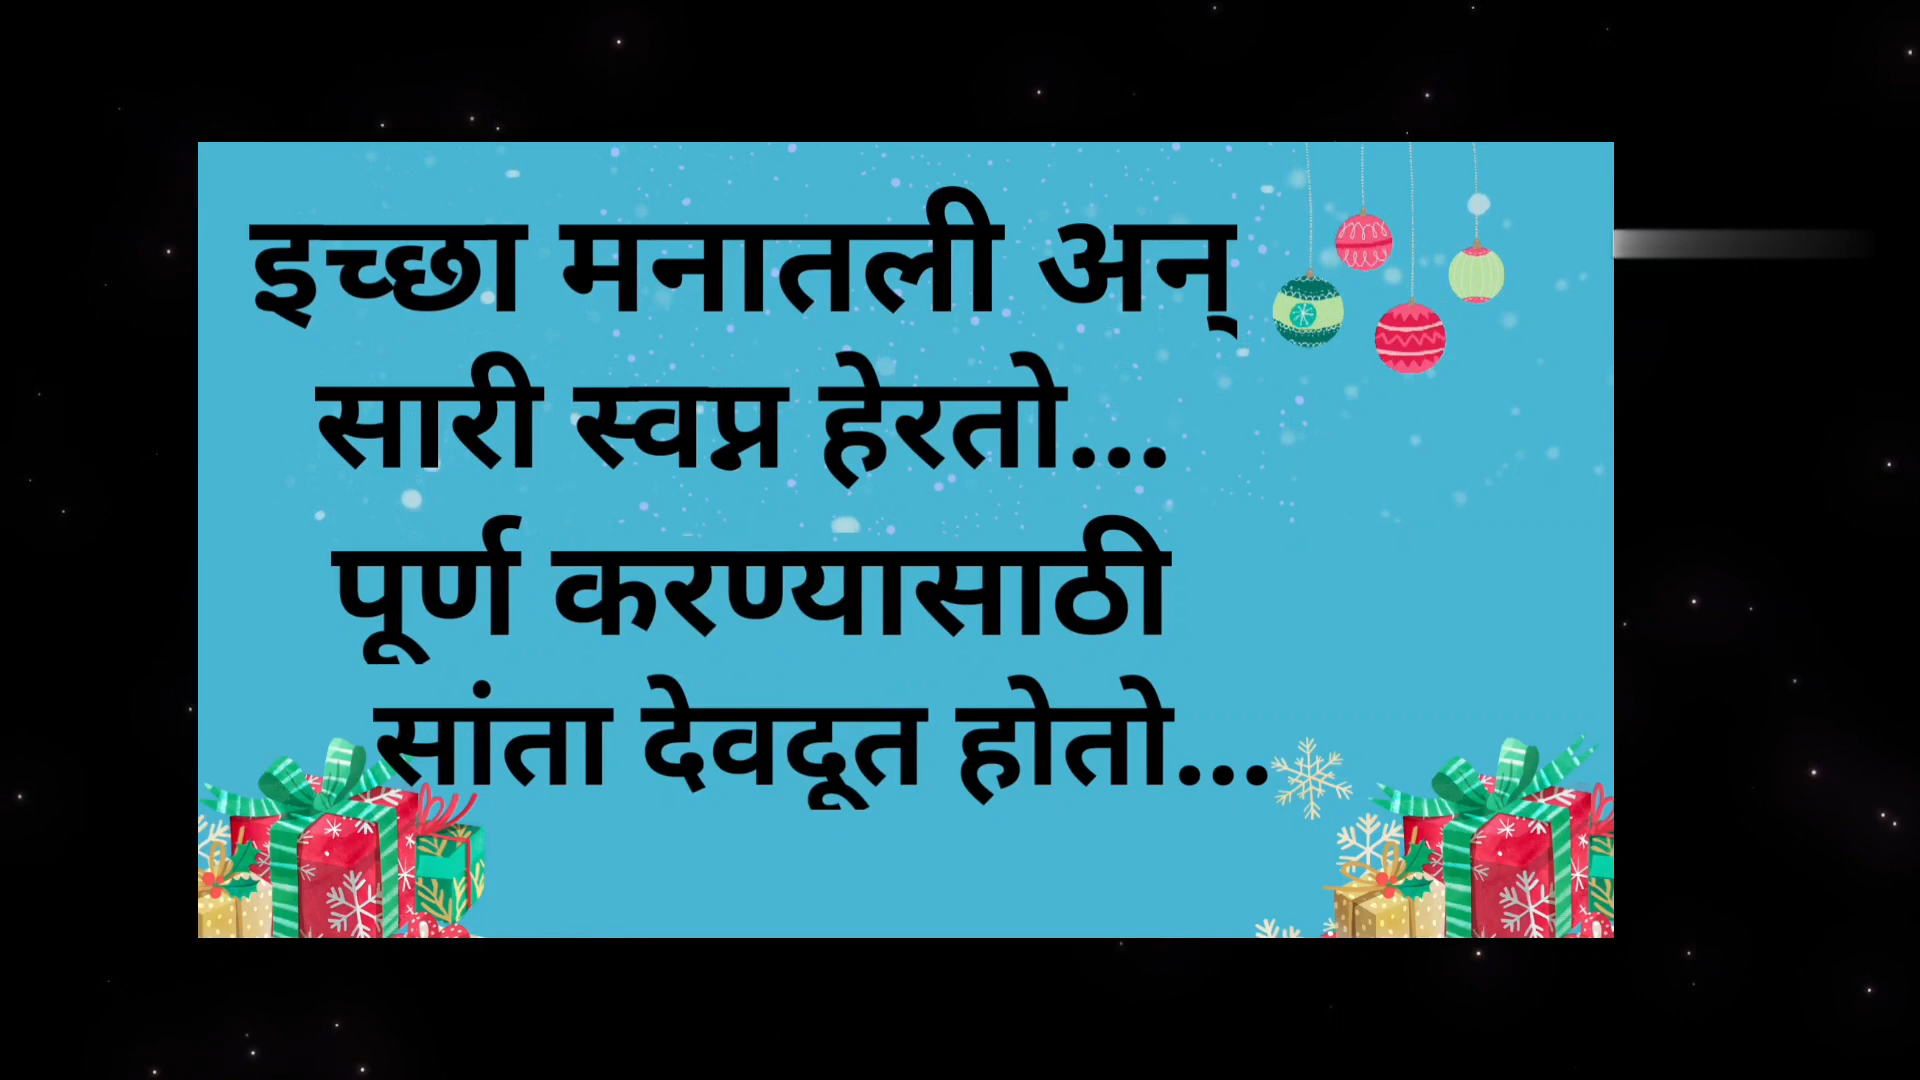 इच्छा मनातली अन्
सारी स्वप्न हेरतो...
पूर्ण करण्यासाठी
सांता देवदूत होतो...